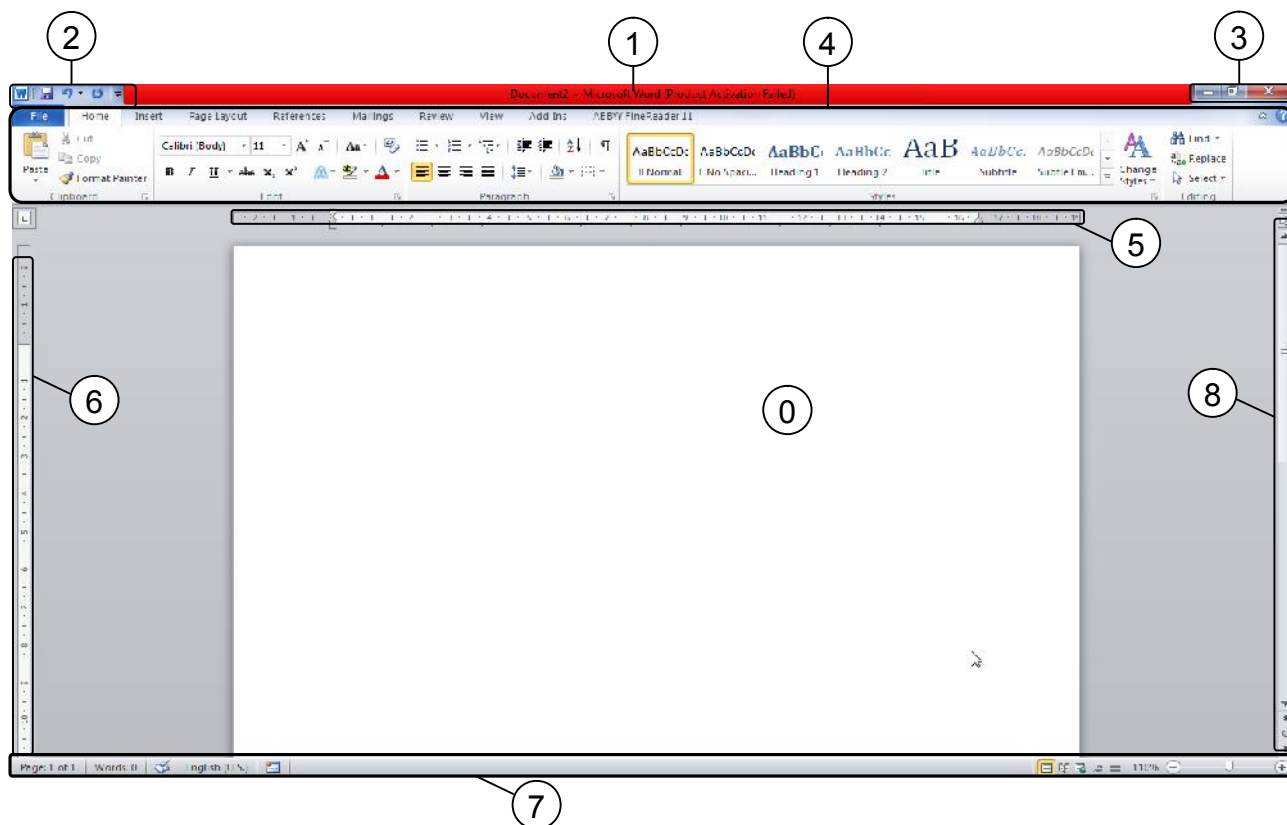 2 1 4 3
Document2 - Microsoft Word (Product Activation Failed)
File Home Insert Page Layout References Mailings Review View Add-Ins ABBYY FineReader 11
Cut
Copy
Paste
Format Painter
Clipboard
Calibri (Body) 11
Font
Paragraph
AaBbCcDc AaBbCcDc AaBbC AaBbCc AaB AaBbCc. AaBbCcDc
¶ Normal ¶ No Spaci... Heading 1 Heading 2 Title Subtitle Subtle Em...
Change
Styles
Styles
Find
Replace
Select
Editing
5
6
0
8
Page: 1 of 1 Words: 0 English (U.S.) 110%
7